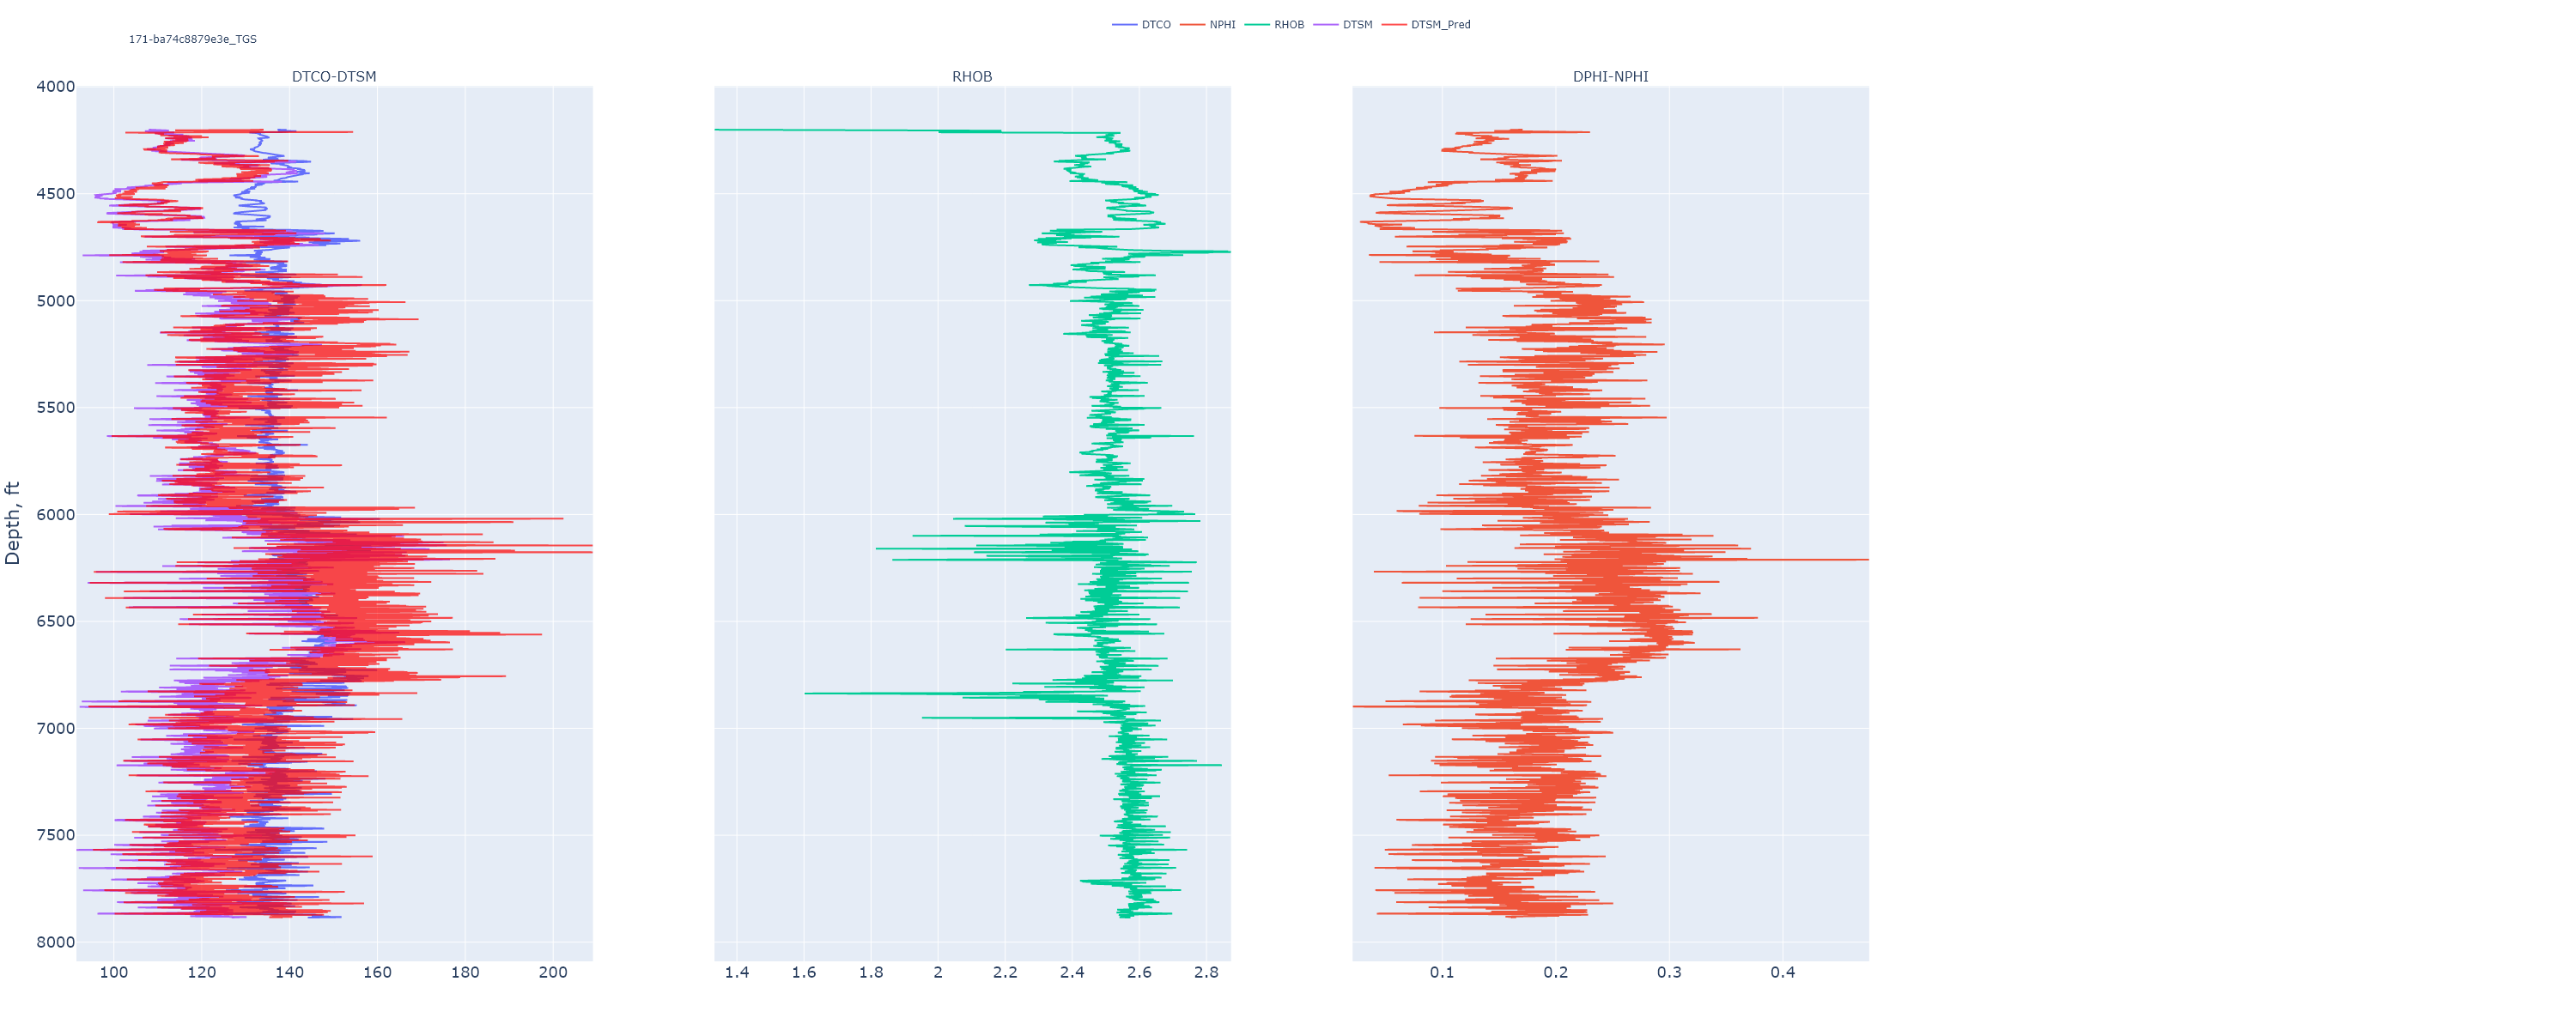 DTCO NPHI RHOB DTSM DTSM_Pred
171-ba74c8879e3e_TGS
DTCO-DTSM RHOB DPHI-NPHI
4000
4500
5000
5500
6000
6500
7000
7500
8000
Depth, ft
100 120 140 160 180 200
1.4 1.6 1.8 2 2.2 2.4 2.6 2.8
0.1 0.2 0.3 0.4